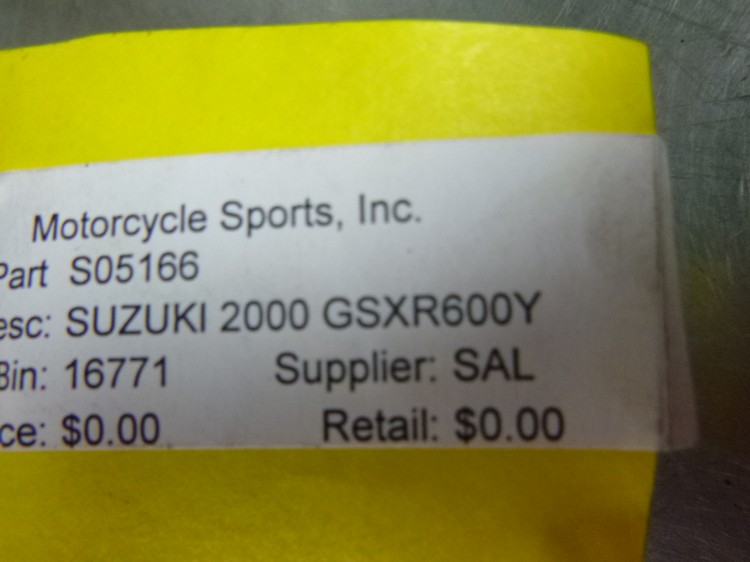 Motorcycle Sports, Inc.
Part S05166
esc: SUZUKI 2000 GSXR600Y
Bin: 16771 Supplier: SAL
ce: $0.00 Retail: $0.00